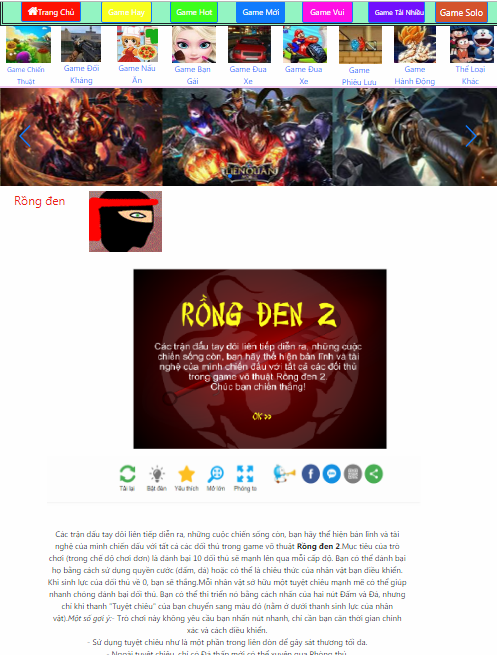 Trang Chủ Game Hay Game Hot Game Mới Game Vui Game Tải Nhiều Game Solo
Game Chiến Thuật
Game Đối Kháng
Game Nấu Ăn
Game Bạn Gái
Game Đua Xe
Game Đua Xe
Game Phiêu Lưu
Game Hành Động
Thể Loại Khác
LIENQUAN
Rồng đen
RỒNG ĐEN 2
Các trận đấu tay đôi liên tiếp diễn ra, những cuộc
chiến sống còn, bạn hãy thể hiện bản lĩnh và tài
nghệ của mình chiến đấu với tất cả các đối thủ
trong game võ thuật Rồng đen 2.
Chúc bạn chiến thắng!
OK >>
Tải lại Bật đèn Yêu thích Mở lớn Phóng to
Các trận đấu tay đôi liên tiếp diễn ra, những cuộc chiến sống còn, bạn hãy thể hiện bản lĩnh và tài
nghệ của mình chiến đấu với tất cả các đối thủ trong game võ thuật Rồng đen 2.Mục tiêu của trò
chơi (trong chế độ chơi đơn) là đánh bại 10 đối thủ sẽ mạnh lên qua mỗi cấp độ. Bạn có thể đánh bại
họ bằng cách sử dụng quyền cước (đấm, đá) hoặc có thể là chiêu thức của nhân vật bạn điều khiển.
Khi sinh lực của đối thủ về 0, bạn sẽ thắng.Mỗi nhân vật sở hữu một tuyệt chiêu mạnh mẽ có thể giúp
nhanh chóng đánh bại đối thủ. Bạn có thể thi triển nó bằng cách nhấn của hai nút Đấm và Đá, nhưng
chỉ khi thanh "Tuyệt chiêu" của bạn chuyển sang màu đỏ (nằm ở dưới thanh sinh lực của nhân
vật).Một số gợi ý:- Trò chơi này không yêu cầu bạn nhấn nút nhanh, chỉ cần bạn căn thời gian chính
xác và cách điều khiển.
- Sử dụng tuyệt chiêu như là một phần trong liên đòn để gây sát thương tối đa.
- Ngoài tuyệt chiêu, chỉ có Đá thấp mới có thể xuyên qua Phòng thủ.